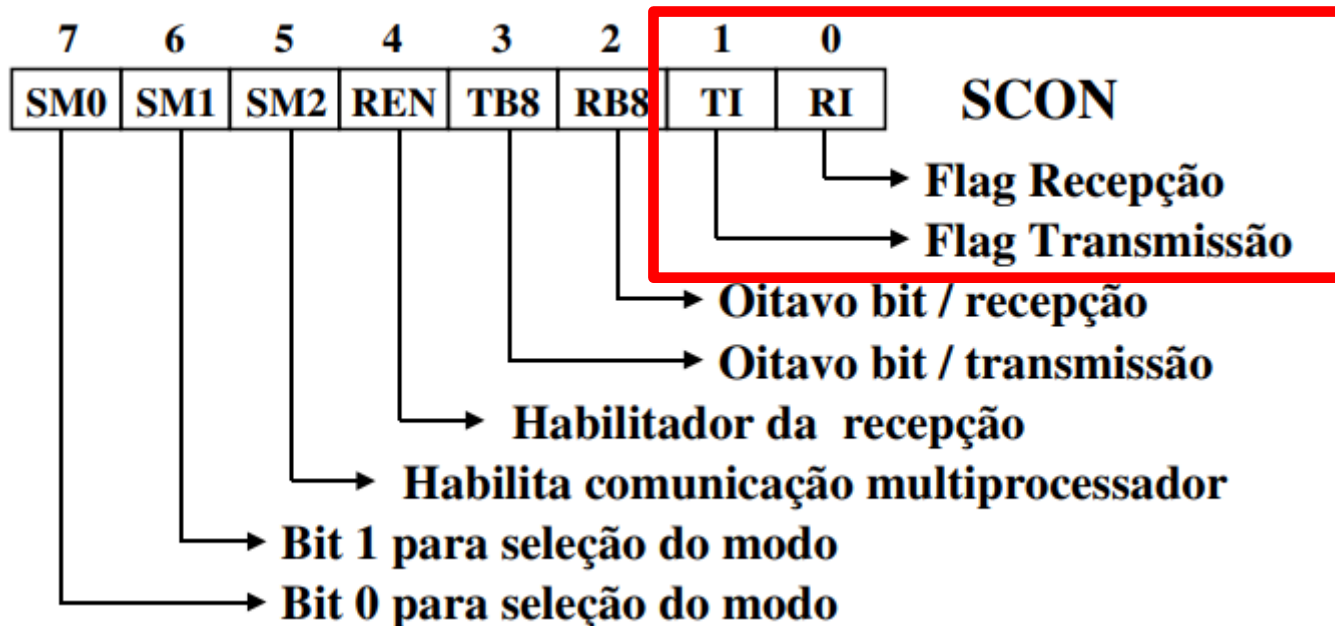 7 6 5 4 3 2 1 0
SM0 SM1 SM2 REN TB8 RB8 TI RI SCON
Flag Recepção
Flag Transmissão
Oitavo bit / recepção
Oitavo bit / transmissão
Habilitador da recepção
Habilita comunicação multiprocessador
Bit 1 para seleção do modo
Bit 0 para seleção do modo